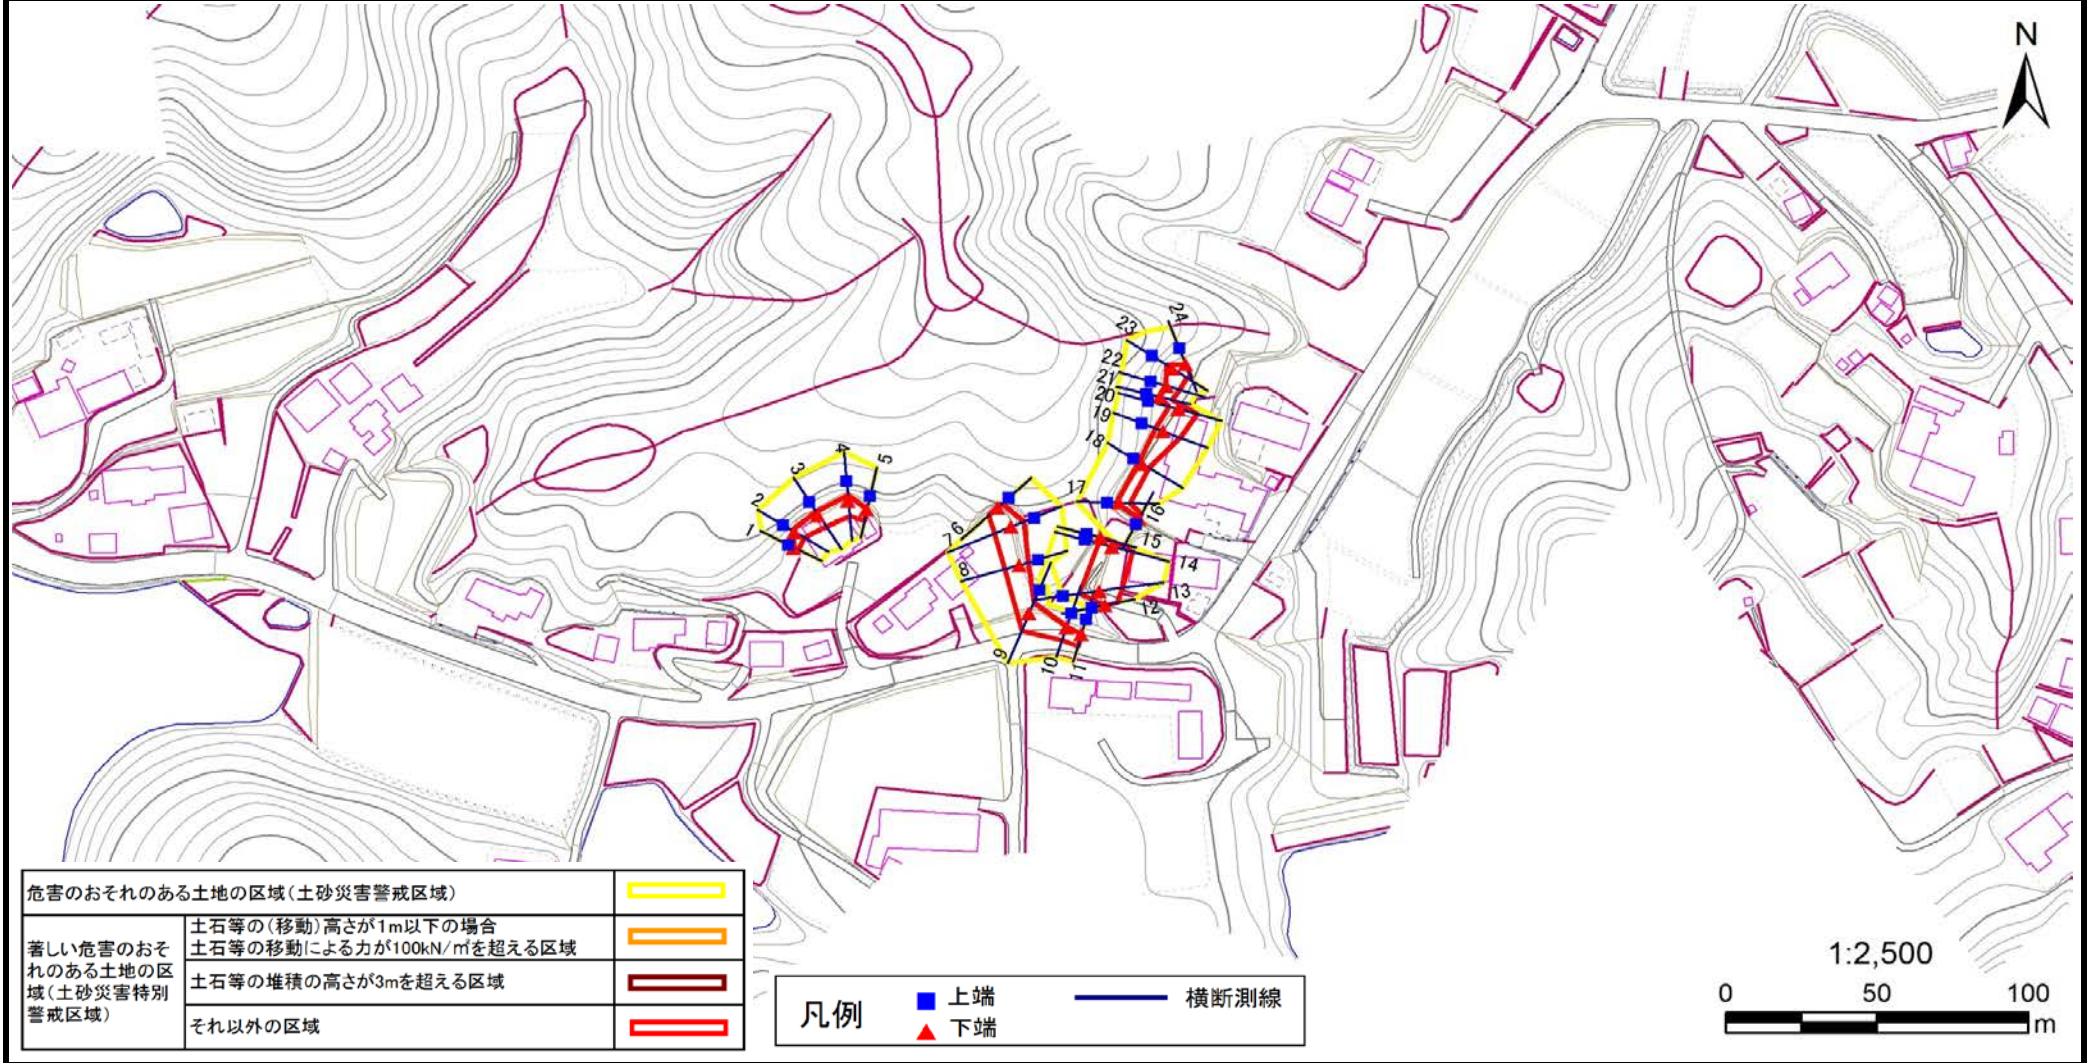 N
24
23
22
21
20
19
18
17
16
15
14
13
12
11
10
9
8
7
6
5
4
3
2
1
危害のおそれのある土地の区域(土砂災害警戒区域)
著しい危害のおそ
れのある土地の区
域(土砂災害特別
警戒区域)
土石等の(移動)高さが1m以下の場合
土石等の移動による力が100kN/㎡を超える区域
土石等の堆積の高さが3mを超える区域
それ以外の区域
凡例
上端
下端
横断測線
1:2,500
0 50 100
m